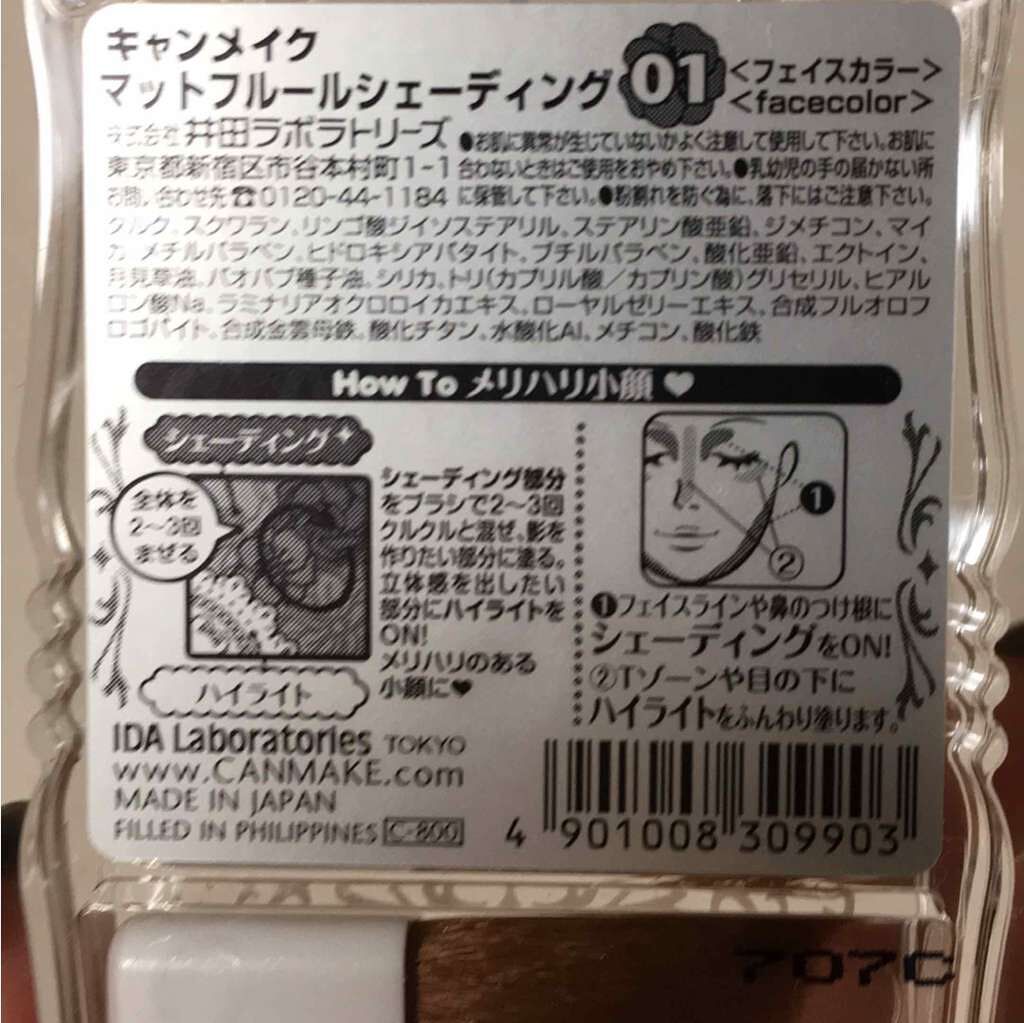 キャンメイク
マットフルールシェーディング 01 <フェイスカラー>
<facecolor>
株式会社 井田ラボラトリーズ ●お肌に異常が生じていないかよく注意して使用して下さい。お肌に
東京都新宿区市谷本村町1-1 合わないときはご使用をおやめ下さい。●乳幼児の手の届かない所
お問い合わせ先☎0120-44-1184 に保管して下さい。●粉割れを防ぐ為に、落下にはご注意下さい。
タルク、スクワラン、リンゴ酸ジイソステアリル、ステアリン酸亜鉛、ジメチコン、マイ
カ、メチルパラベン、ヒドロキシアパタイト、ブチルパラベン、酸化亜鉛、エクトイン、
月見草油、バオバブ種子油、シリカ、トリ(カプリル酸/カプリン酸)グリセリル、ヒアル
ロン酸Na、ラミナリアオクロロイカエキス、ローヤルゼリーエキス、合成フルオロフ
ロゴパイト、合成金雲母鉄、酸化チタン、水酸化Al、メチコン、酸化鉄
How To メリハリ小顔 ♥
シェーディング
全体を
2～3回
まぜる
ハイライト
シェーディング部分
をブラシで2～3回
クルクルと混ぜ、影を
作りたい部分に塗る。
立体感を出したい
部分にハイライトを
ON!
メリハリのある
小顔に♥
❶
②
❶フェイスラインや鼻のつけ根に
シェーディングをON!
②Tゾーンや目の下に
ハイライトをふんわり塗ります。
IDA Laboratories TOKYO
www.CANMAKE.com
MADE IN JAPAN
FILLED IN PHILIPPINES C-800
4 901008 309903
707C